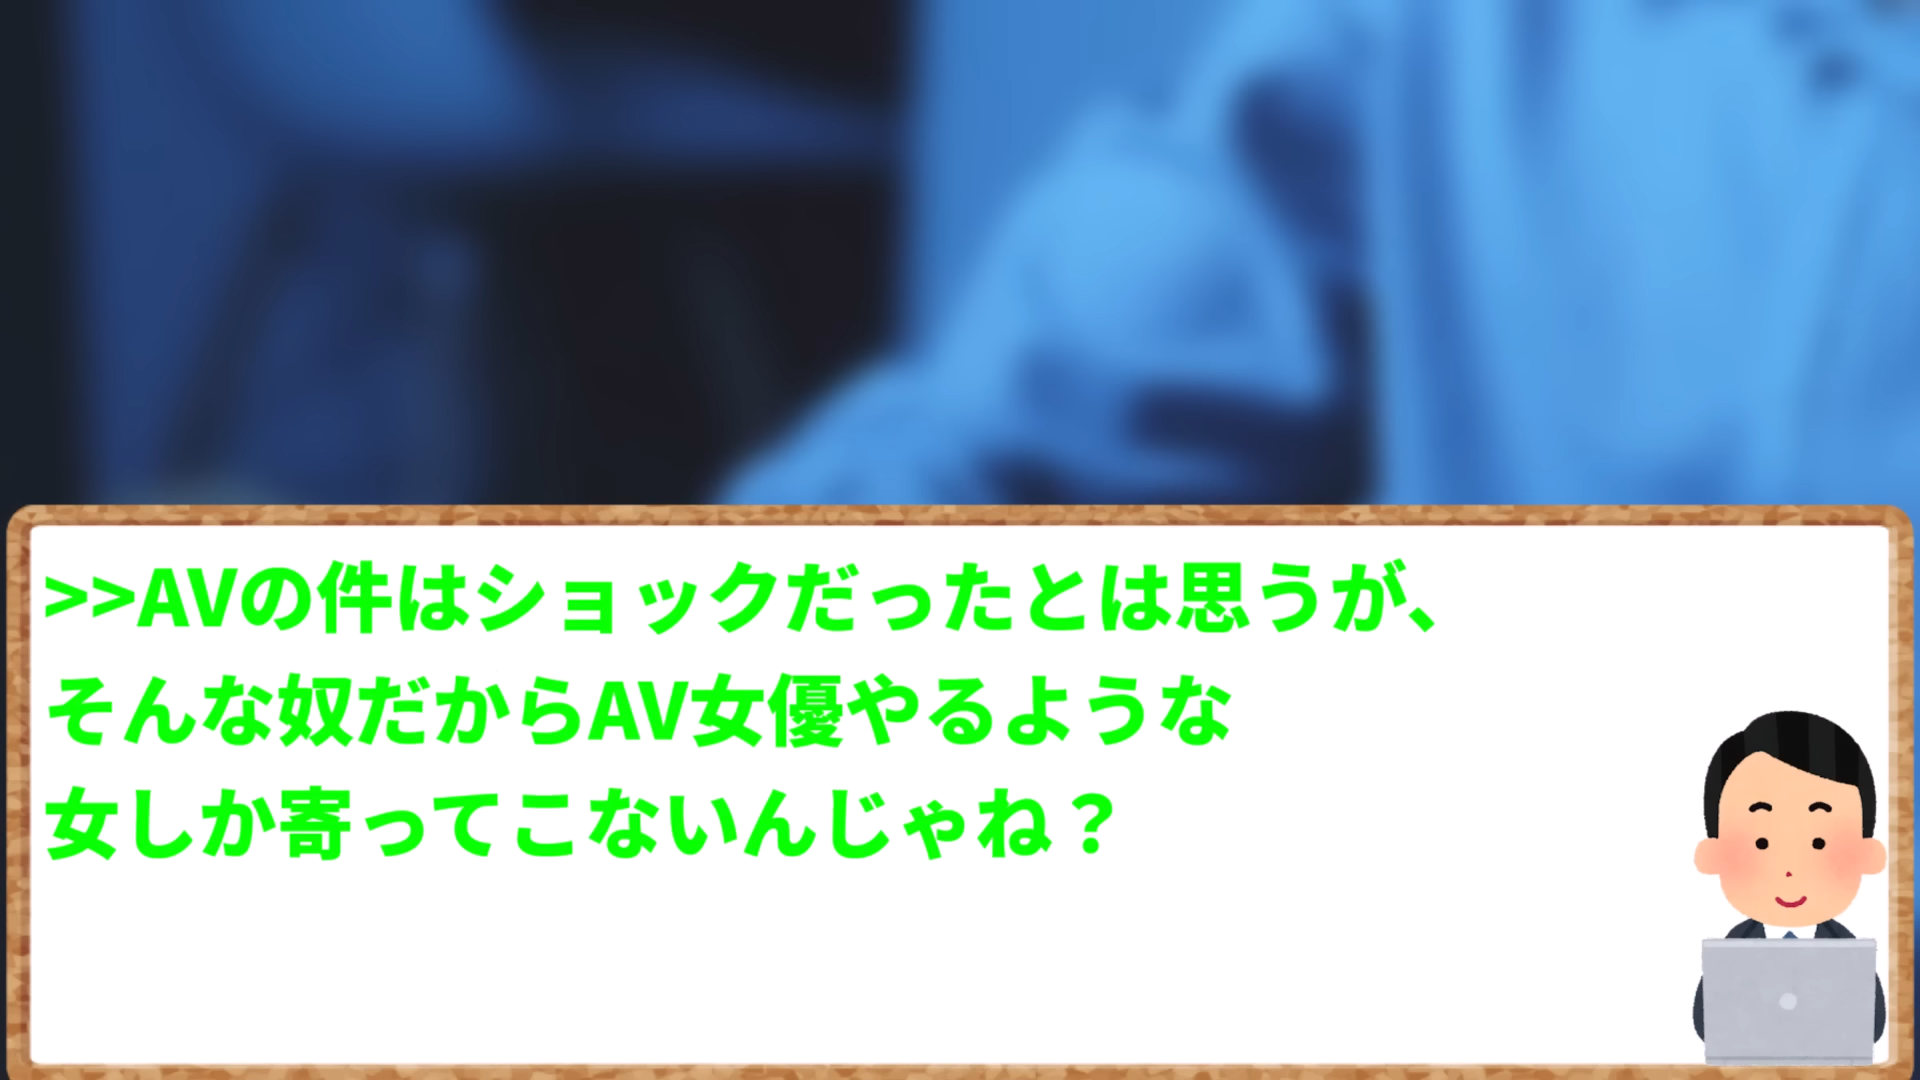 >>AVの件はショックだったとは思うが、
そんな奴だからAV女優やるような
女しか寄ってこないんじゃね？